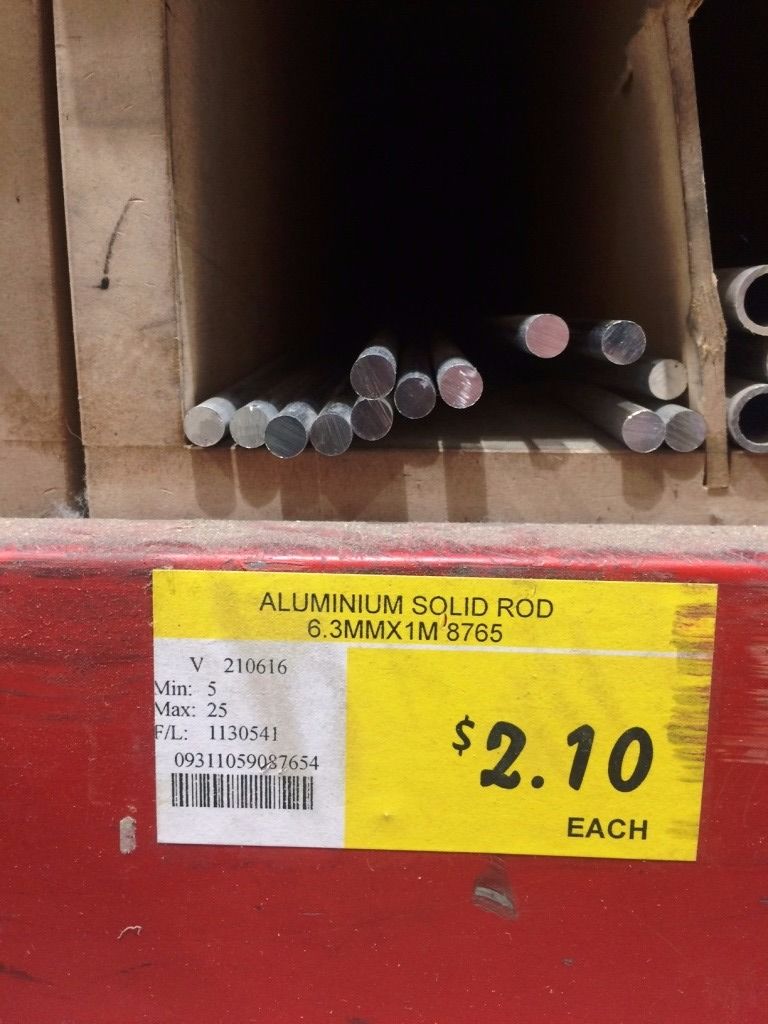 ALUMINIUM SOLID ROD
6.3MMX1M 8765
V 210616
Min: 5
Max: 25
F/L: 1130541
09311059087654
$2.10
EACH